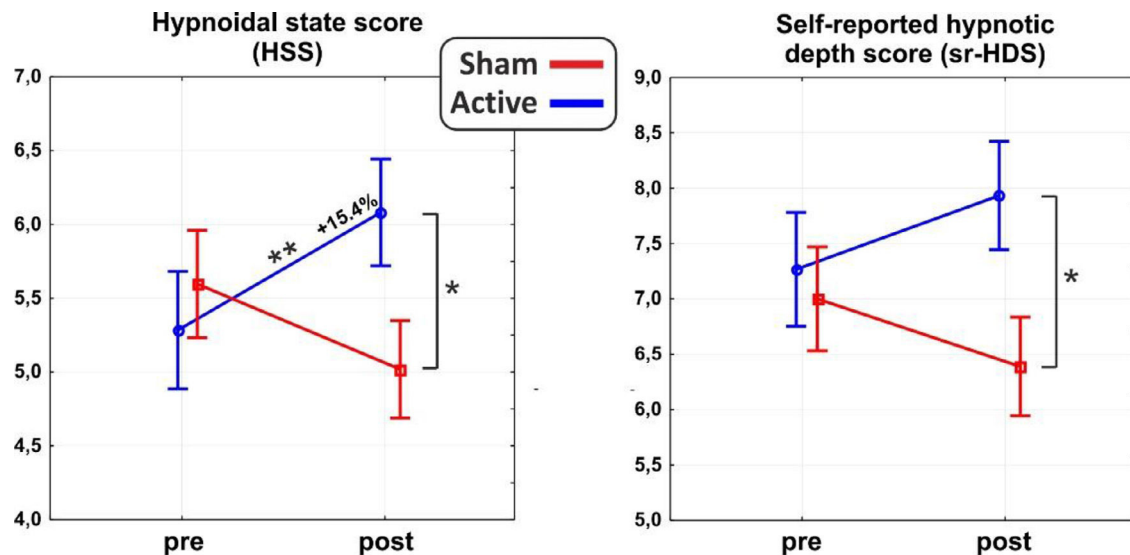 Hypnoidal state score
(HSS)
7,0
6,5
6,0
5,5
5,0
4,5
4,0
pre
post
**
+15.4%
*
Sham
Active
Self-reported hypnotic
depth score (sr-HDS)
9,0
8,5
8,0
7,5
7,0
6,5
6,0
5,5
5,0
pre
post
*